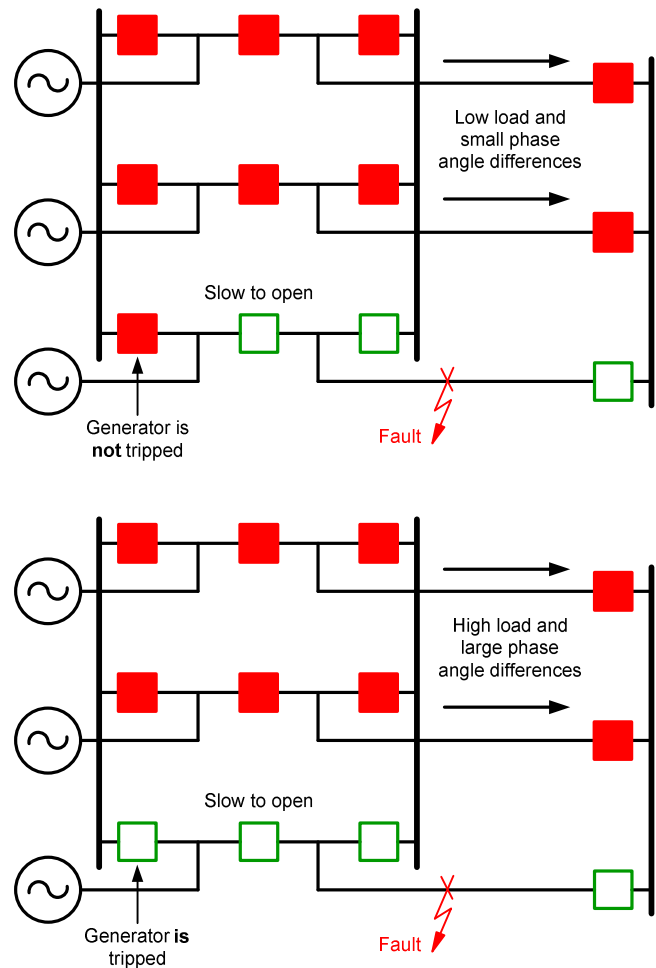 Low load and
small phase
angle differences
Slow to open
Generator is
not tripped
Fault
High load and
large phase
angle differences
Slow to open
Generator is
tripped
Fault